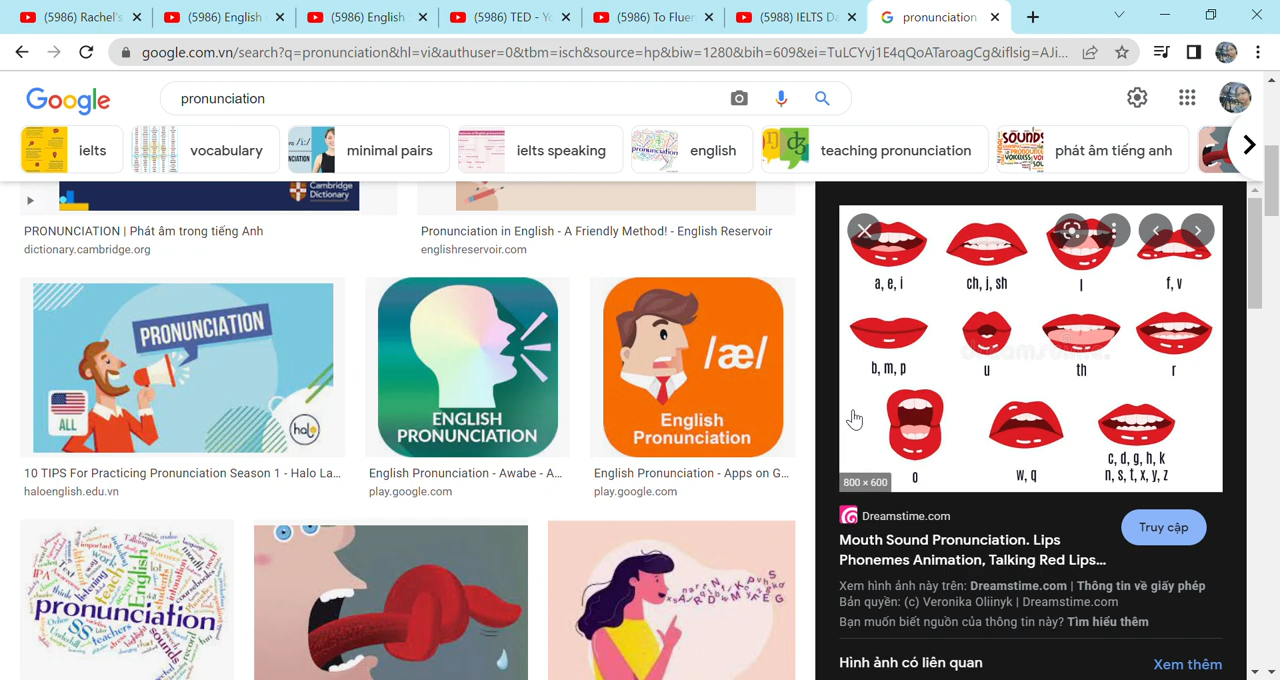 (5986) Rachel's
(5986) English
(5986) English
(5986) TED - Yo
(5986) To Fluen
(5988) IELTS Da
pronunciation
google.com.vn/search?q=pronunciation&hl=vi&authuser=0&tbm=isch&source=hp&biw=1280&bih=609&ei=TuLCYvj1E4qQoATaroagCg&iflsig=AJi...
Google
pronunciation
ielts
vocabulary
minimal pairs
ielts speaking
english
teaching pronunciation
phát âm tiếng anh
Cambridge
Dictionary
PRONUNCIATION | Phát âm trong tiếng Anh
dictionary.cambridge.org
Pronunciation in English - A Friendly Method! - English Reservoir
englishreservoir.com
PRONUNCIATION
ALL
halo
10 TIPS For Practicing Pronunciation Season 1 - Halo La...
haloenglish.edu.vn
ENGLISH
PRONUNCIATION
English Pronunciation - Awabe - A...
play.google.com
/æ/
English
Pronunciation
English Pronunciation - Apps on G...
play.google.com
pronunciation
English
teachers
sounds
a, e, i
ch, j, sh
l
f, v
b, m, p
u
th
r
dreamstime.
o
w, q
c, d, g, h, k
n, s, t, x, y, z
800 × 600
Dreamstime.com
Truy cập
Mouth Sound Pronunciation. Lips
Phonemes Animation, Talking Red Lips...
Xem hình ảnh này trên: Dreamstime.com | Thông tin về giấy phép
Bản quyền: (c) Veronika Oliinyk | Dreamstime.com
Bạn muốn biết nguồn của thông tin này? Tìm hiểu thêm
Hình ảnh có liên quan
Xem thêm